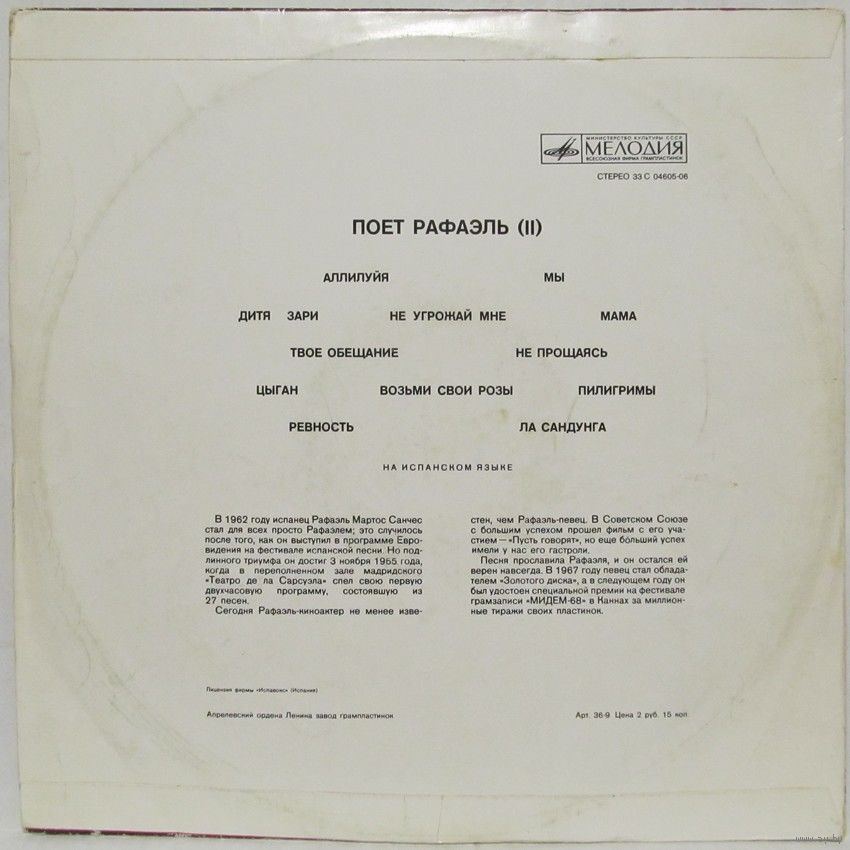 МИНИСТЕРСТВО КУЛЬТУРЫ СССР
МЕЛОДИЯ
ВСЕСОЮЗНАЯ ФИРМА ГРАМПЛАСТИНОК
СТЕРЕО 33 С 04605-06
ПОЕТ РАФАЭЛЬ (II)
АЛЛИЛУЙЯ МЫ
ДИТЯ ЗАРИ НЕ УГРОЖАЙ МНЕ МАМА
ТВОЕ ОБЕЩАНИЕ НЕ ПРОЩАЯСЬ
ЦЫГАН ВОЗЬМИ СВОИ РОЗЫ ПИЛИГРИМЫ
РЕВНОСТЬ ЛА САНДУНГА
НА ИСПАНСКОМ ЯЗЫКЕ
В 1962 году испанец Рафаэль Мартос Санчес
стал для всех просто Рафаэлем; это случилось
после того, как он выступил в программе Евро-
видения на фестивале испанской песни. Но под-
линного триумфа он достиг 3 ноября 1965 года,
когда в переполненном зале мадридского
«Театро де ла Сарсуэла» спел свою первую
двухчасовую программу, состоявшую из
27 песен.
Сегодня Рафаэль-киноактер не менее изве-
стен, чем Рафаэль-певец. В Советском Союзе
с большим успехом прошел фильм с его уча-
стием — «Пусть говорят», но еще бо́льший успех
имели у нас его гастроли.
Песня прославила Рафаэля, и он остался ей
верен навсегда. В 1967 году певец стал облада-
телем «Золотого диска», а в следующем году он
был удостоен специальной премии на фестивале
грамзаписи «МИДЕМ-68» в Каннах за миллион-
ные тиражи своих пластинок.
Лицензия фирмы «Испавокс» (Испания)
Апрелевский ордена Ленина завод грампластинок
Арт. 36-9 Цена 2 руб. 15 коп.